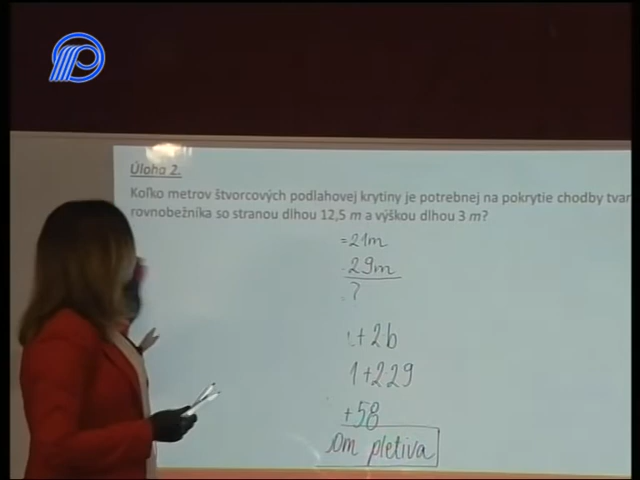 Úloha 2.
Koľko metrov štvorcových podlahovej krytiny je potrebnej na pokrytie chodby tvar
rovnobežníka so stranou dlhou 12,5 m a výškou dlhou 3 m?
=21m
29m
?
+2b
1+229
+58
0m pletiva